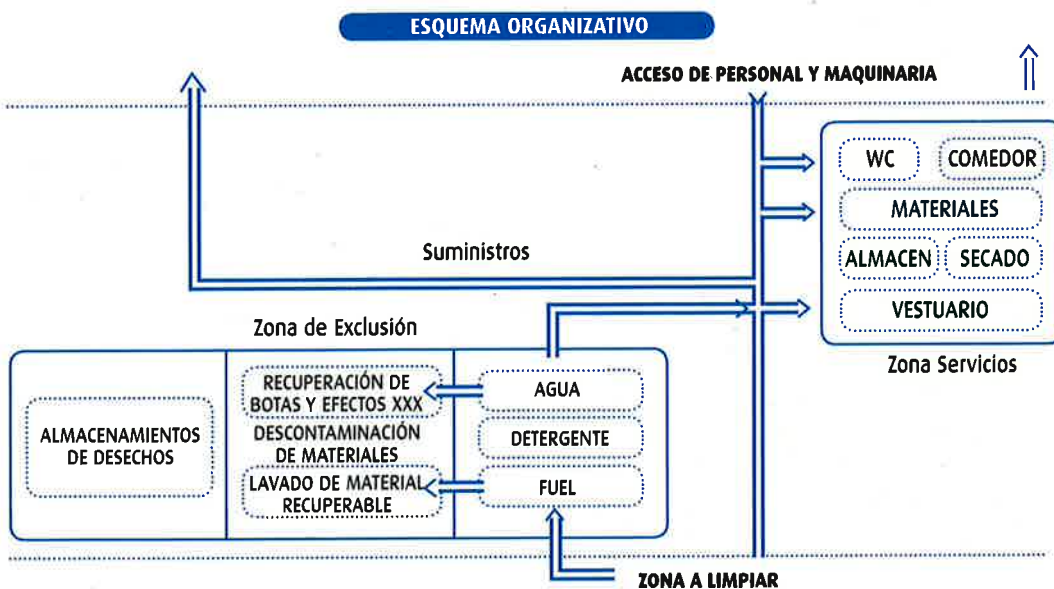 ESQUEMA ORGANIZATIVO
ACCESO DE PERSONAL Y MAQUINARIA
WC
COMEDOR
MATERIALES
ALMACEN
SECADO
VESTUARIO
Zona Servicios
Suministros
Zona de Exclusión
ALMACENAMIENTOS
DE DESECHOS
RECUPERACIÓN DE
BOTAS Y EFECTOS XXX
DESCONTAMINACIÓN
DE MATERIALES
LAVADO DE MATERIAL
RECUPERABLE
AGUA
DETERGENTE
FUEL
ZONA A LIMPIAR